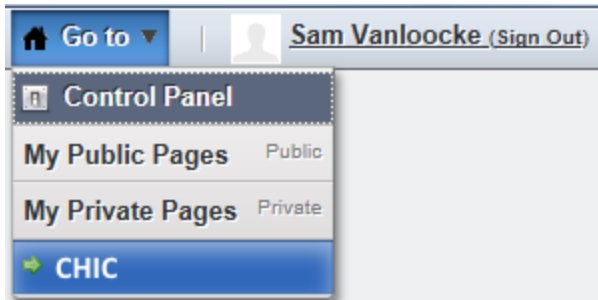 Go to Sam Vanloocke (Sign Out)
Control Panel
My Public Pages Public
My Private Pages Private
CHIC